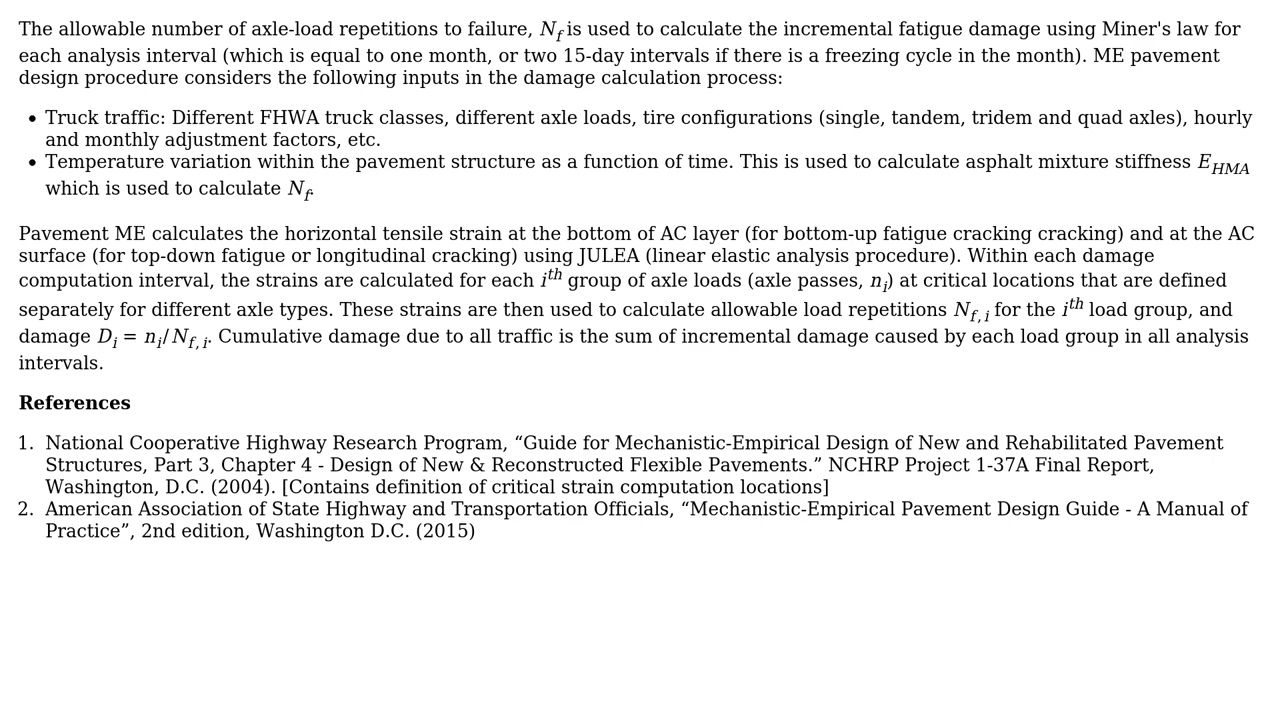 The allowable number of axle-load repetitions to failure, N_f is used to calculate the incremental fatigue damage using Miner's law for
each analysis interval (which is equal to one month, or two 15-day intervals if there is a freezing cycle in the month). ME pavement
design procedure considers the following inputs in the damage calculation process:
• Truck traffic: Different FHWA truck classes, different axle loads, tire configurations (single, tandem, tridem and quad axles), hourly
and monthly adjustment factors, etc.
• Temperature variation within the pavement structure as a function of time. This is used to calculate asphalt mixture stiffness E_HMA
which is used to calculate N_f.
Pavement ME calculates the horizontal tensile strain at the bottom of AC layer (for bottom-up fatigue cracking cracking) and at the AC
surface (for top-down fatigue or longitudinal cracking) using JULEA (linear elastic analysis procedure). Within each damage
computation interval, the strains are calculated for each i^th group of axle loads (axle passes, n_i) at critical locations that are defined
separately for different axle types. These strains are then used to calculate allowable load repetitions N_f, i for the i^th load group, and
damage D_i = n_i/N_f, i. Cumulative damage due to all traffic is the sum of incremental damage caused by each load group in all analysis
intervals.
References
1. National Cooperative Highway Research Program, “Guide for Mechanistic-Empirical Design of New and Rehabilitated Pavement
Structures, Part 3, Chapter 4 - Design of New & Reconstructed Flexible Pavements.” NCHRP Project 1-37A Final Report,
Washington, D.C. (2004). [Contains definition of critical strain computation locations]
2. American Association of State Highway and Transportation Officials, “Mechanistic-Empirical Pavement Design Guide - A Manual of
Practice”, 2nd edition, Washington D.C. (2015)